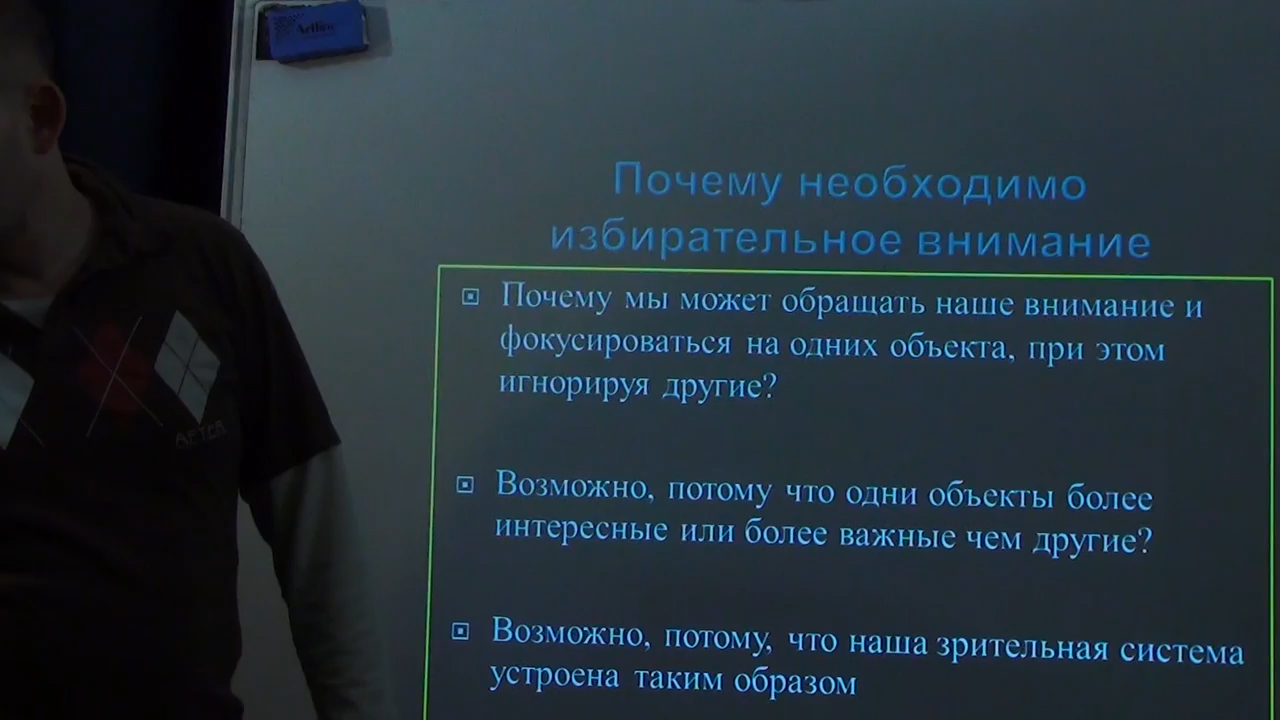 Artline
Почему необходимо
избирательное внимание
Почему мы может обращать наше внимание и
фокусироваться на одних объекта, при этом
игнорируя другие?
Возможно, потому что одни объекты более
интересные или более важные чем другие?
Возможно, потому, что наша зрительная система
устроена таким образом
AFTER